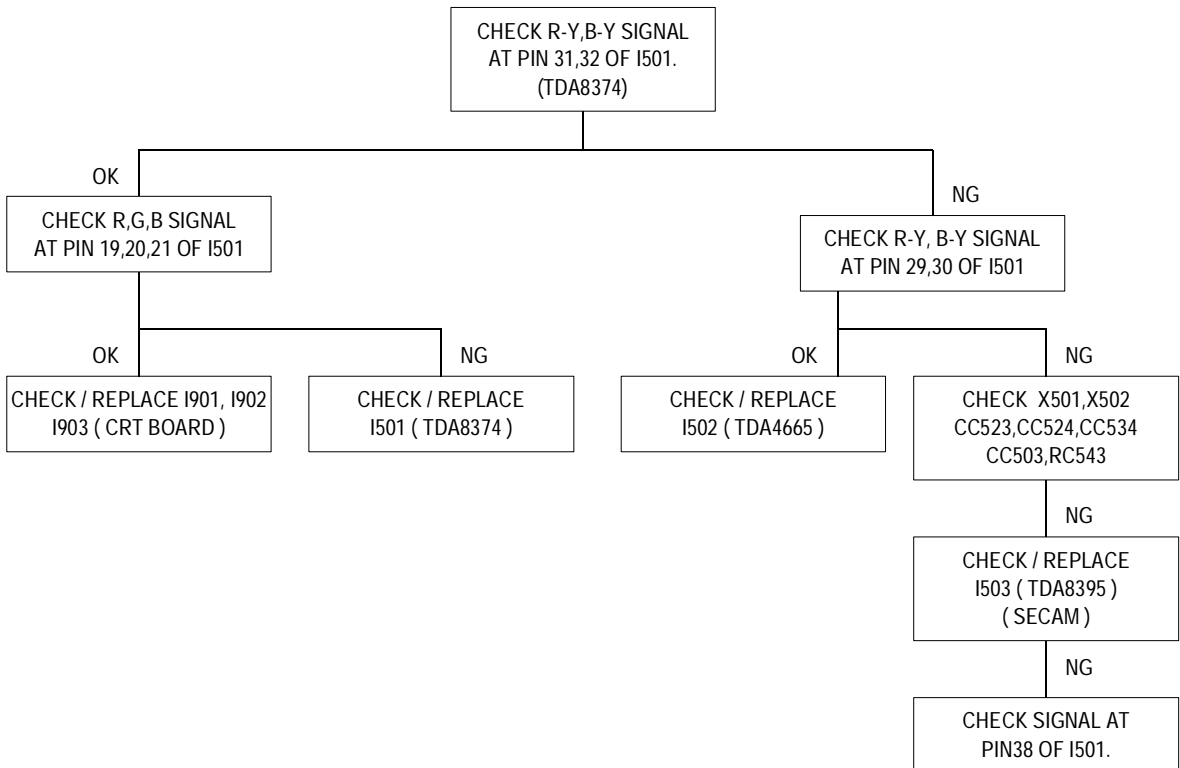 CHECK R-Y,B-Y SIGNAL
AT PIN 31,32 OF I501.
(TDA8374)
OK
NG
CHECK R,G,B SIGNAL
AT PIN 19,20,21 OF I501
CHECK R-Y, B-Y SIGNAL
AT PIN 29,30 OF I501
OK
NG
OK
NG
CHECK / REPLACE I901, I902
I903 ( CRT BOARD )
CHECK / REPLACE
I501 ( TDA8374 )
CHECK / REPLACE
I502 ( TDA4665 )
CHECK X501,X502
CC523,CC524,CC534
CC503,RC543
NG
CHECK / REPLACE
I503 ( TDA8395 )
( SECAM )
NG
CHECK SIGNAL AT
PIN38 OF I501.